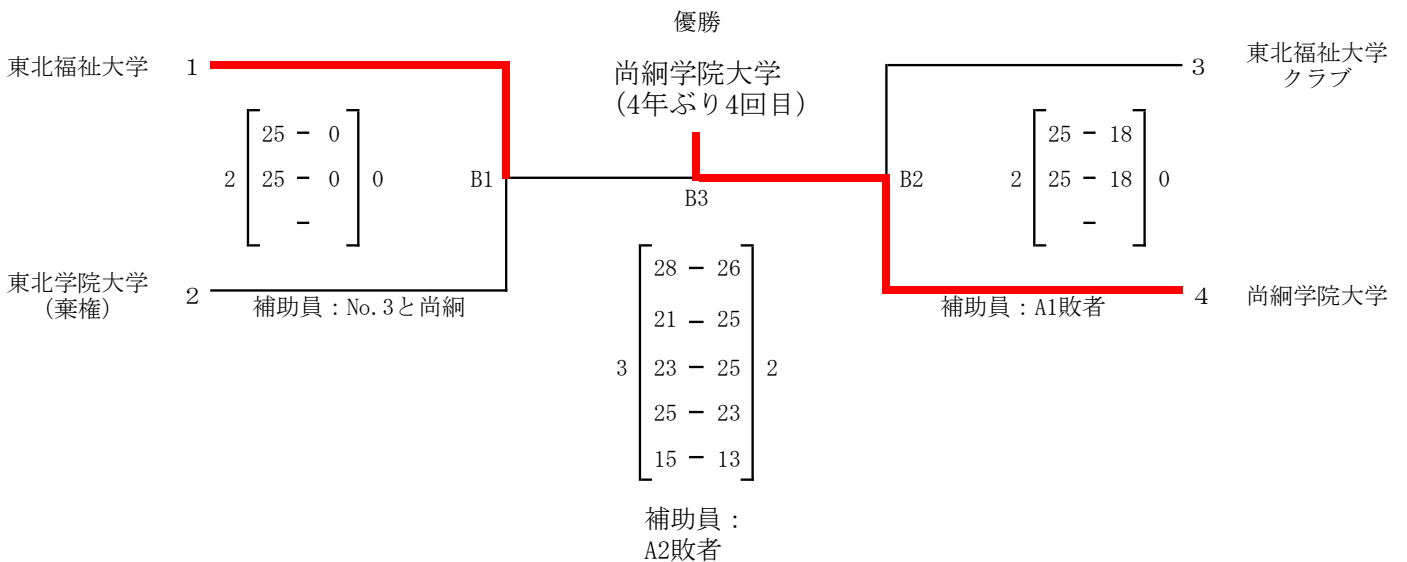 優勝
尚絅学院大学
(4年ぶり4回目)
東北福祉大学 1
3 東北福祉大学
クラブ
25 - 0
2 25 - 0 0
-
B1
B3
B2
25 - 18
2 25 - 18 0
-
東北学院大学
(棄権) 2
補助員：No.3と尚絅
補助員：A1敗者
4 尚絅学院大学
28 - 26
21 - 25
3 23 - 25 2
25 - 23
15 - 13
補助員：
A2敗者